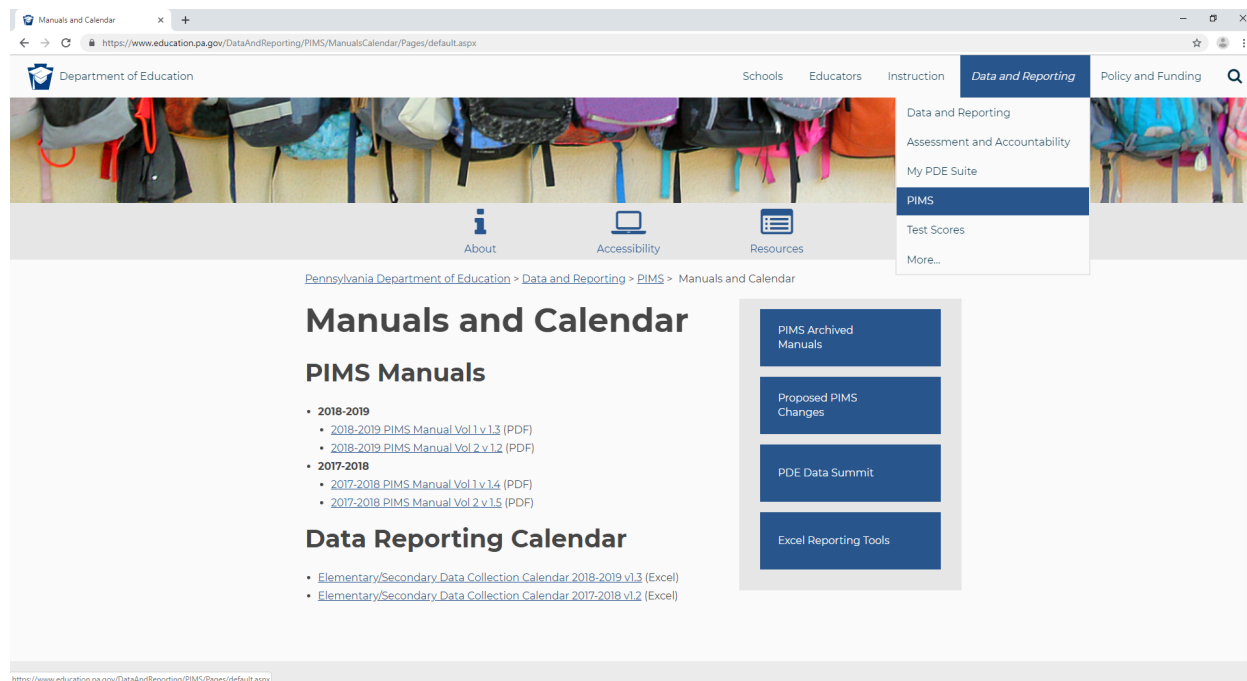 Manuals and Calendar
https://www.education.pa.gov/DataAndReporting/PIMS/ManualsCalendar/Pages/default.aspx
Department of Education
Schools Educators Instruction Data and Reporting Policy and Funding
Data and Reporting
Assessment and Accountability
My PDE Suite
PIMS
Test Scores
More...
About Accessibility Resources
Pennsylvania Department of Education > Data and Reporting > PIMS > Manuals and Calendar
Manuals and Calendar
PIMS Manuals
• 2018-2019
• 2018-2019 PIMS Manual Vol 1 v 1.3 (PDF)
• 2018-2019 PIMS Manual Vol 2 v 1.2 (PDF)
• 2017-2018
• 2017-2018 PIMS Manual Vol 1 v 1.4 (PDF)
• 2017-2018 PIMS Manual Vol 2 v 1.5 (PDF)
Data Reporting Calendar
• Elementary/Secondary Data Collection Calendar 2018-2019 v1.3 (Excel)
• Elementary/Secondary Data Collection Calendar 2017-2018 v1.2 (Excel)
PIMS Archived
Manuals
Proposed PIMS
Changes
PDE Data Summit
Excel Reporting Tools
https://www.education.pa.gov/DataAndReporting/PIMS/Pages/default.aspx